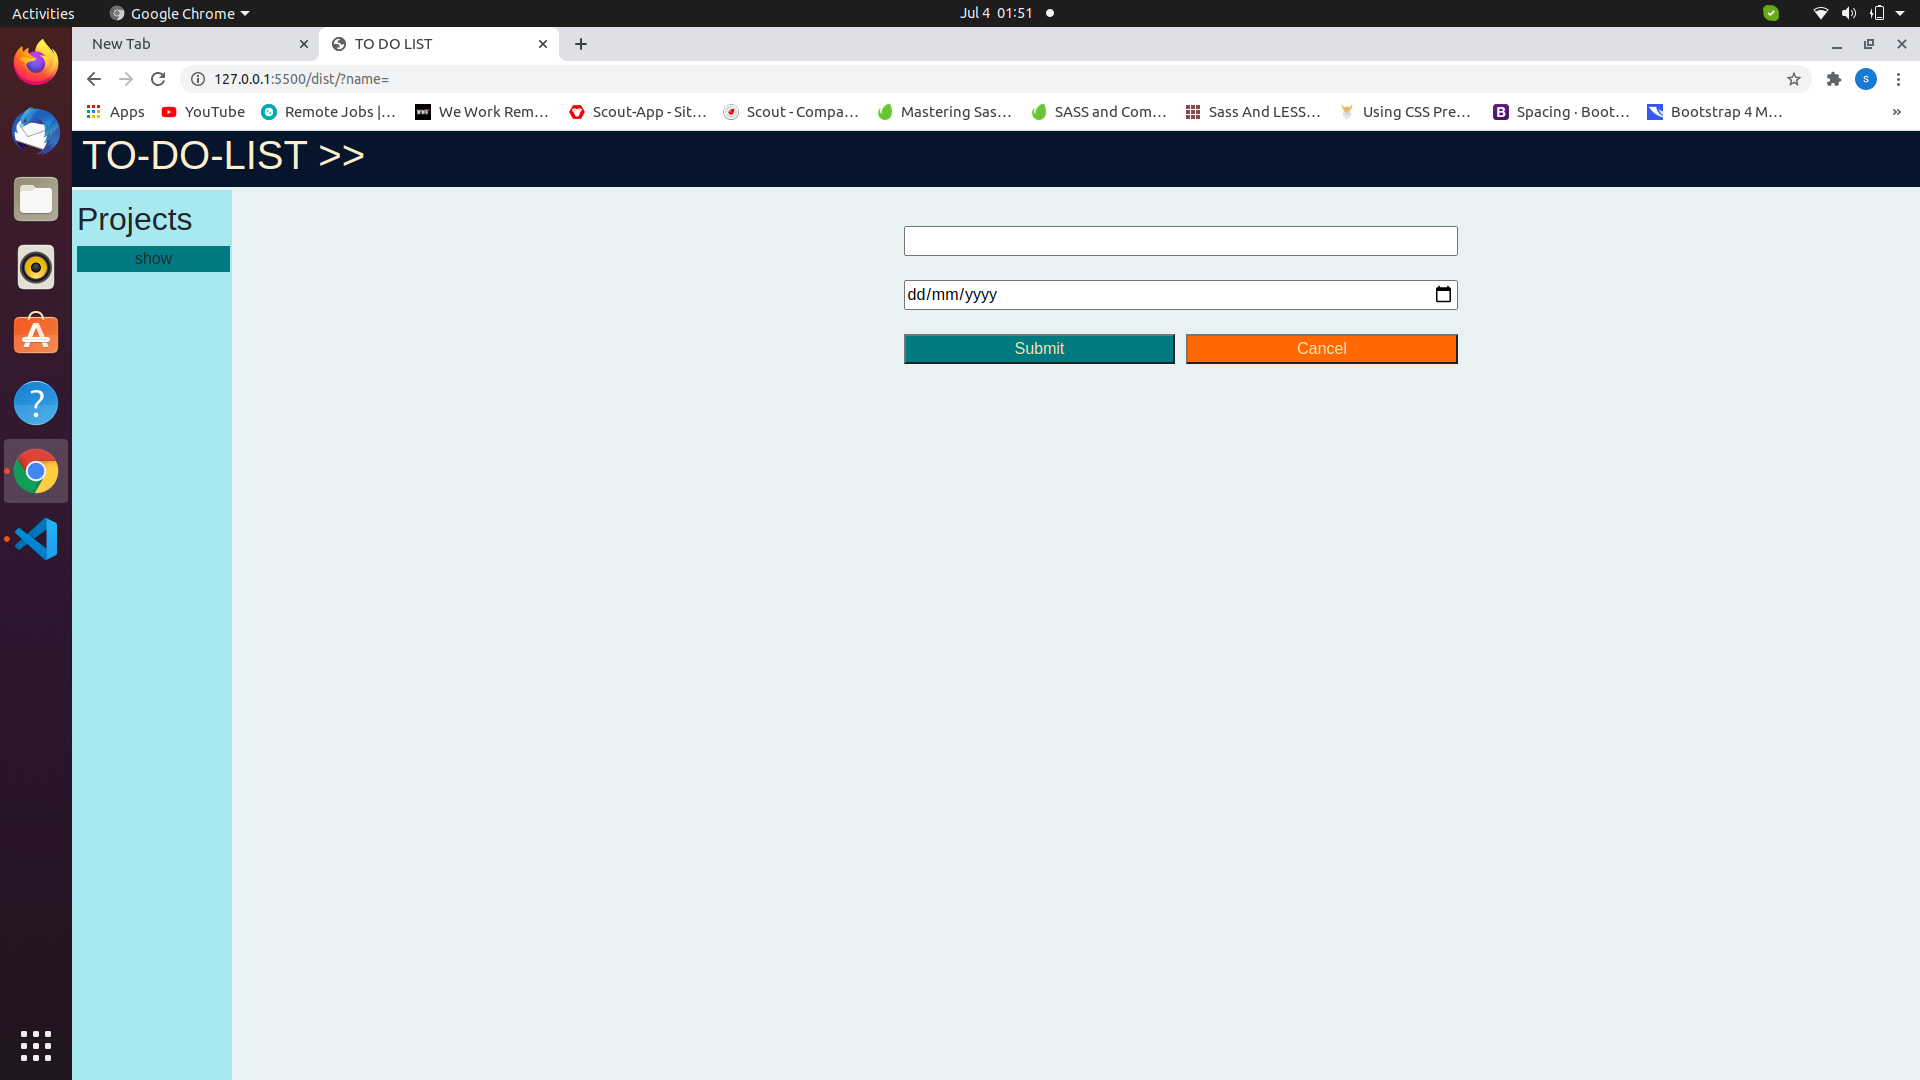 Activities
Google Chrome
Jul 4 01:51
New Tab
TO DO LIST
127.0.0.1:5500/dist/?name=
S
Apps
YouTube
Remote Jobs |...
We Work Rem...
Scout-App - Sit...
Scout - Compa...
Mastering Sas...
SASS and Com...
Sass And LESS...
Using CSS Pre...
B
Spacing · Boot...
Bootstrap 4 M...
»
TO-DO-LIST >>
Projects
show
dd/mm/yyyy
Submit
Cancel